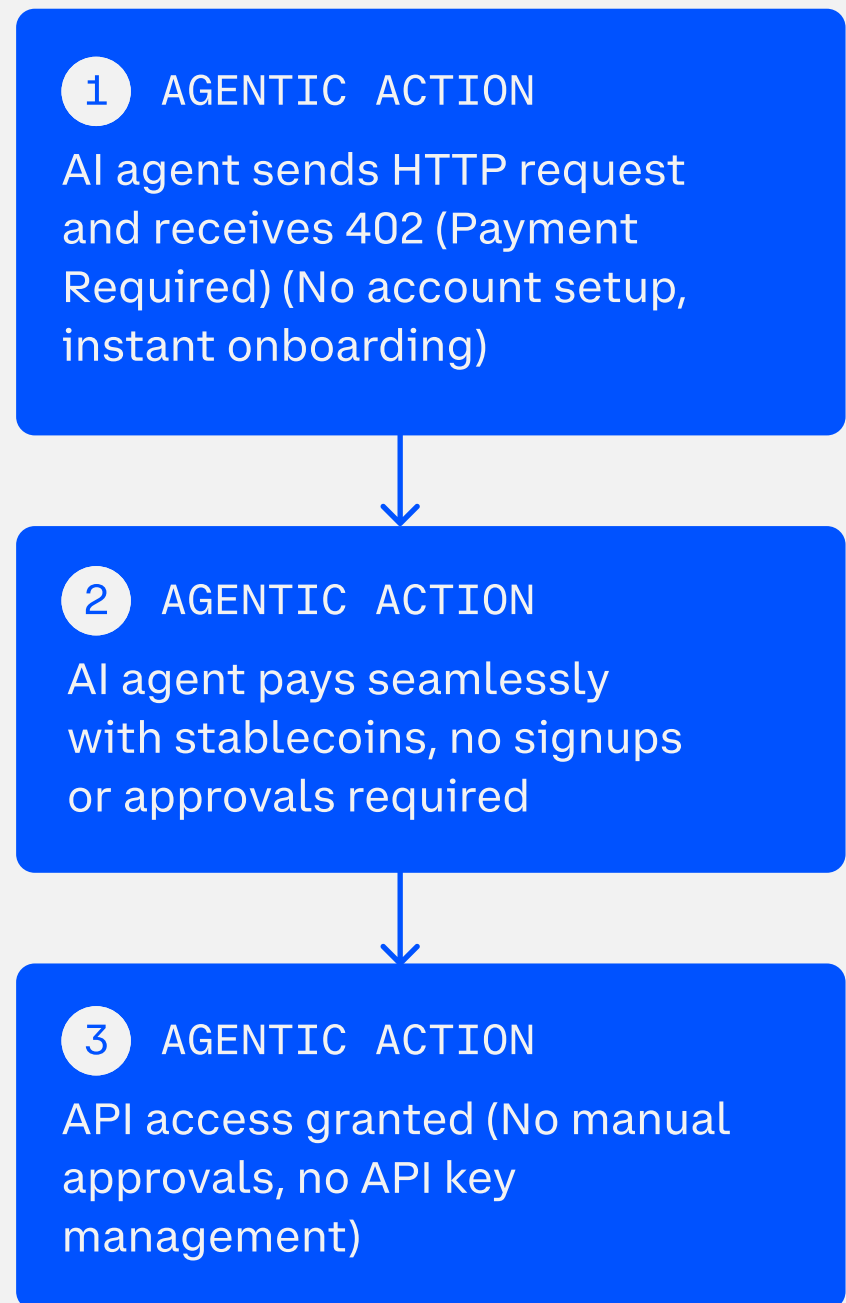 1 AGENTIC ACTION
AI agent sends HTTP request
and receives 402 (Payment
Required) (No account setup,
instant onboarding)
2 AGENTIC ACTION
AI agent pays seamlessly
with stablecoins, no signups
or approvals required
3 AGENTIC ACTION
API access granted (No manual
approvals, no API key
management)